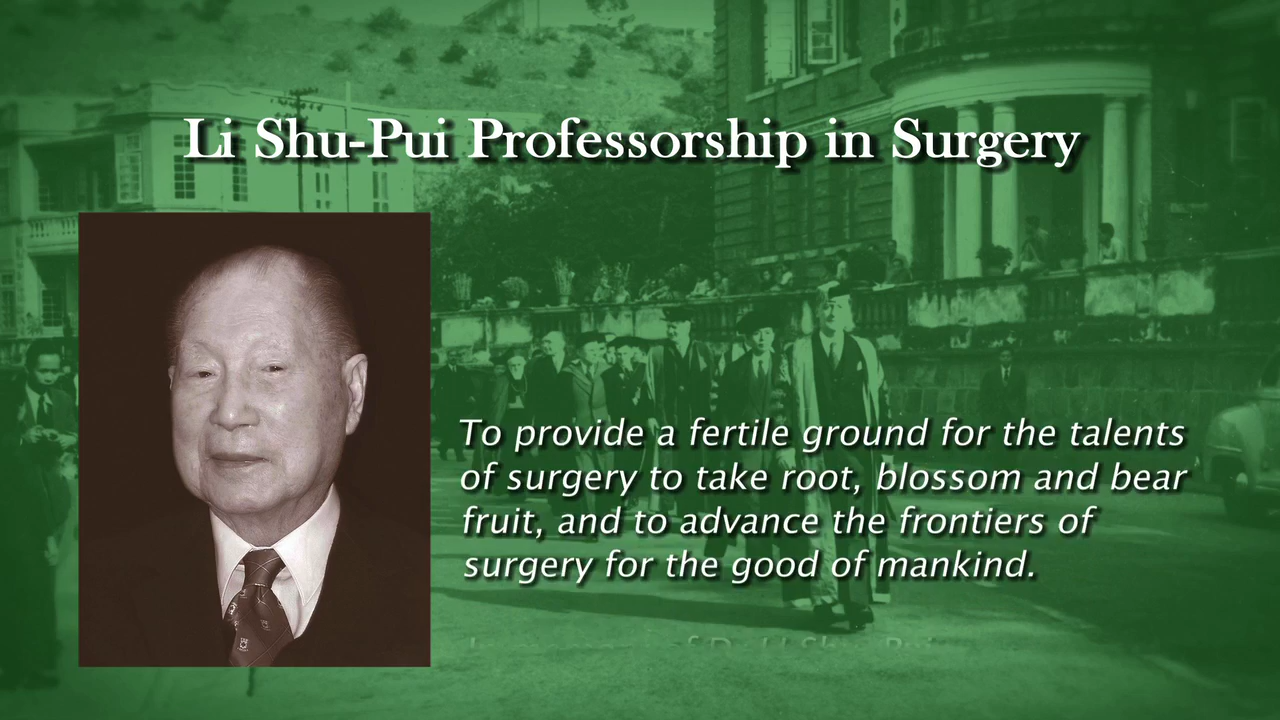 Li Shu-Pui Professorship in Surgery
To provide a fertile ground for the talents
of surgery to take root, blossom and bear
fruit, and to advance the frontiers of
surgery for the good of mankind.